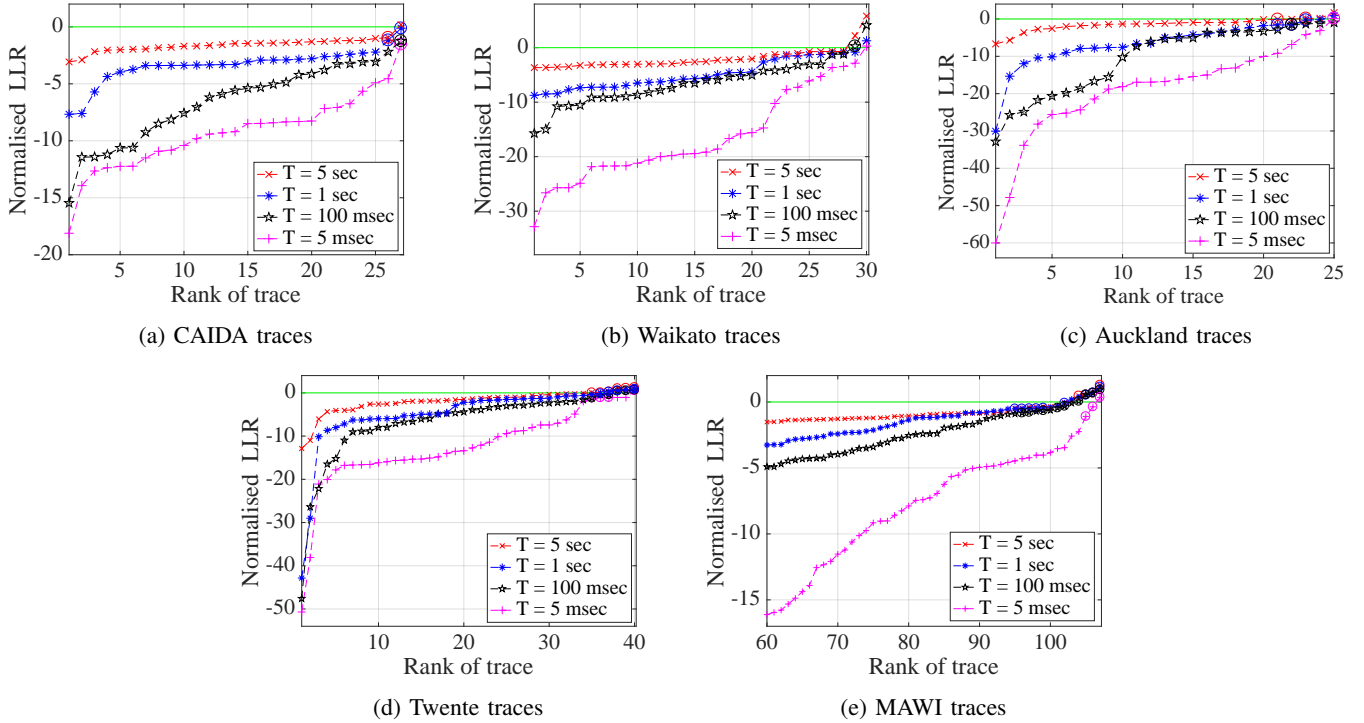 0
-5
-10
-15
-20
Normalised LLR
5 10 15 20 25
Rank of trace
T = 5 sec
T = 1 sec
T = 100 msec
T = 5 msec
(a) CAIDA traces
0
-10
-20
-30
Normalised LLR
5 10 15 20 25 30
Rank of trace
T = 5 sec
T = 1 sec
T = 100 msec
T = 5 msec
(b) Waikato traces
0
-10
-20
-30
-40
-50
-60
Normalised LLR
5 10 15 20 25
Rank of trace
T = 5 sec
T = 1 sec
T = 100 msec
T = 5 msec
(c) Auckland traces
0
-10
-20
-30
-40
-50
Normalised LLR
10 20 30 40
Rank of trace
T = 5 sec
T = 1 sec
T = 100 msec
T = 5 msec
(d) Twente traces
0
-5
-10
-15
Normalised LLR
60 70 80 90 100
Rank of trace
T = 5 sec
T = 1 sec
T = 100 msec
T = 5 msec
(e) MAWI traces